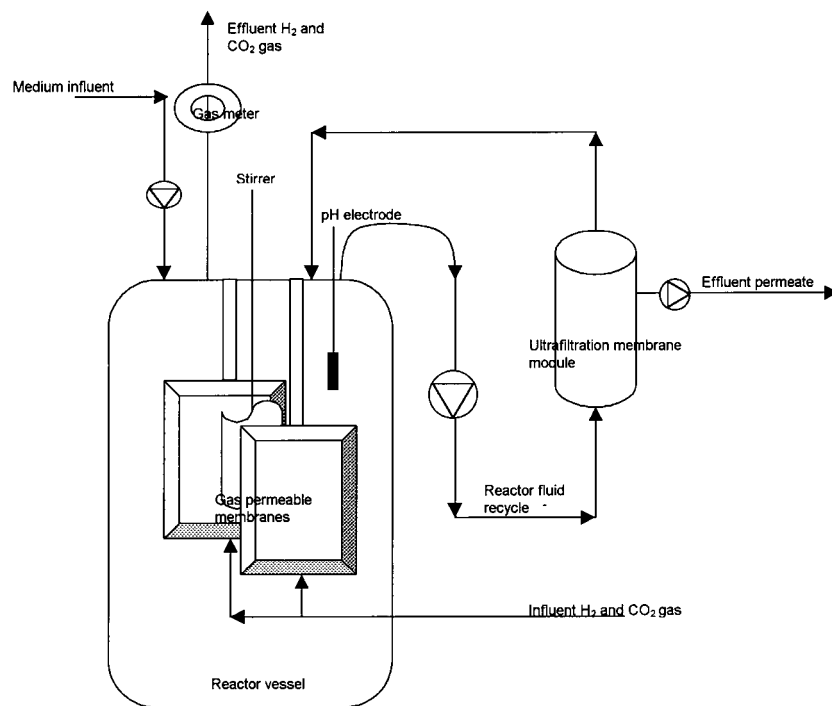 Effluent H₂ and
CO₂ gas
Medium influent
Gas meter
Stirrer
pH electrode
Effluent permeate
Ultrafiltration membrane
module
Gas permeable
membranes
Reactor fluid
recycle
Influent H₂ and CO₂ gas
Reactor vessel